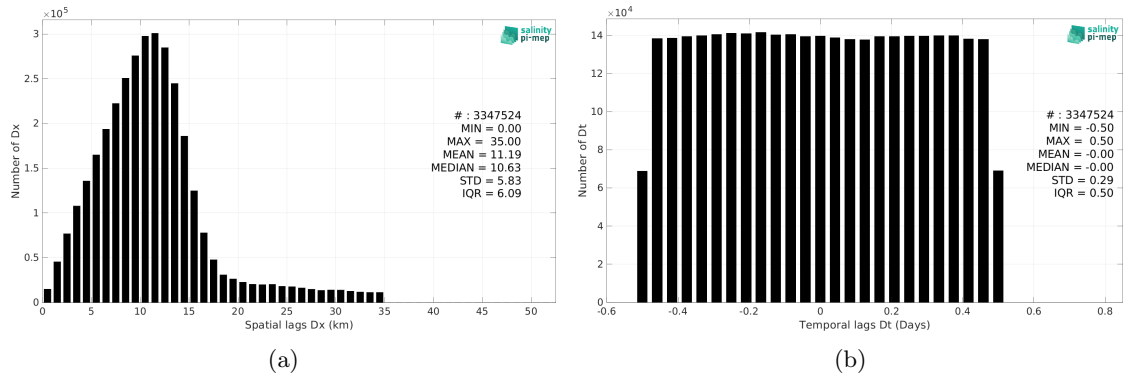 ×10⁵
3
2.5
2
1.5
1
0.5
0
Number of Dx
0 5 10 15 20 25 30 35 40 45 50
Spatial lags Dx (km)
salinity
pi-mep
# : 3347524
MIN = 0.00
MAX = 35.00
MEAN = 11.19
MEDIAN = 10.63
STD = 5.83
IQR = 6.09
(a)
×10⁴
14
12
10
8
6
4
2
0
Number of Dt
-0.6 -0.4 -0.2 0 0.2 0.4 0.6 0.8
Temporal lags Dt (Days)
salinity
pi-mep
# : 3347524
MIN = -0.50
MAX = 0.50
MEAN = -0.00
MEDIAN = -0.00
STD = 0.29
IQR = 0.50
(b)